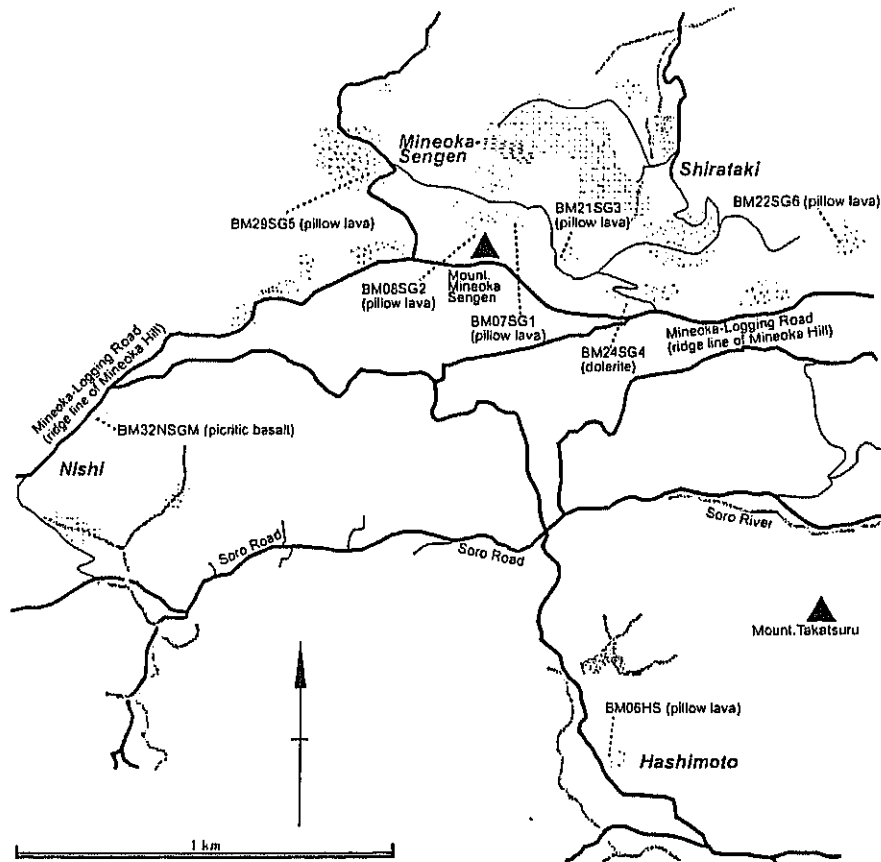 Mineoka-
Sengen
Shirataki
BM21SG3
(pillow lava)
BM22SG6 (pillow lava)
BM29SG5 (pillow lava)
BM08SG2
(pillow lava)
Mount.
Mineoka
Sengen
BM07SG1
(pillow lava)
BM24SG4
(dolerite)
Mineoka-Logging Road
(ridge line of Mineoka Hill)
Mineoka-Logging Road
(ridge line of Mineoka Hill)
BM32NSGM (picritic basalt)
Nishi
Soro Road
Soro Road
Soro River
Mount.Takatsuru
BM06HS (pillow lava)
Hashimoto
1 km